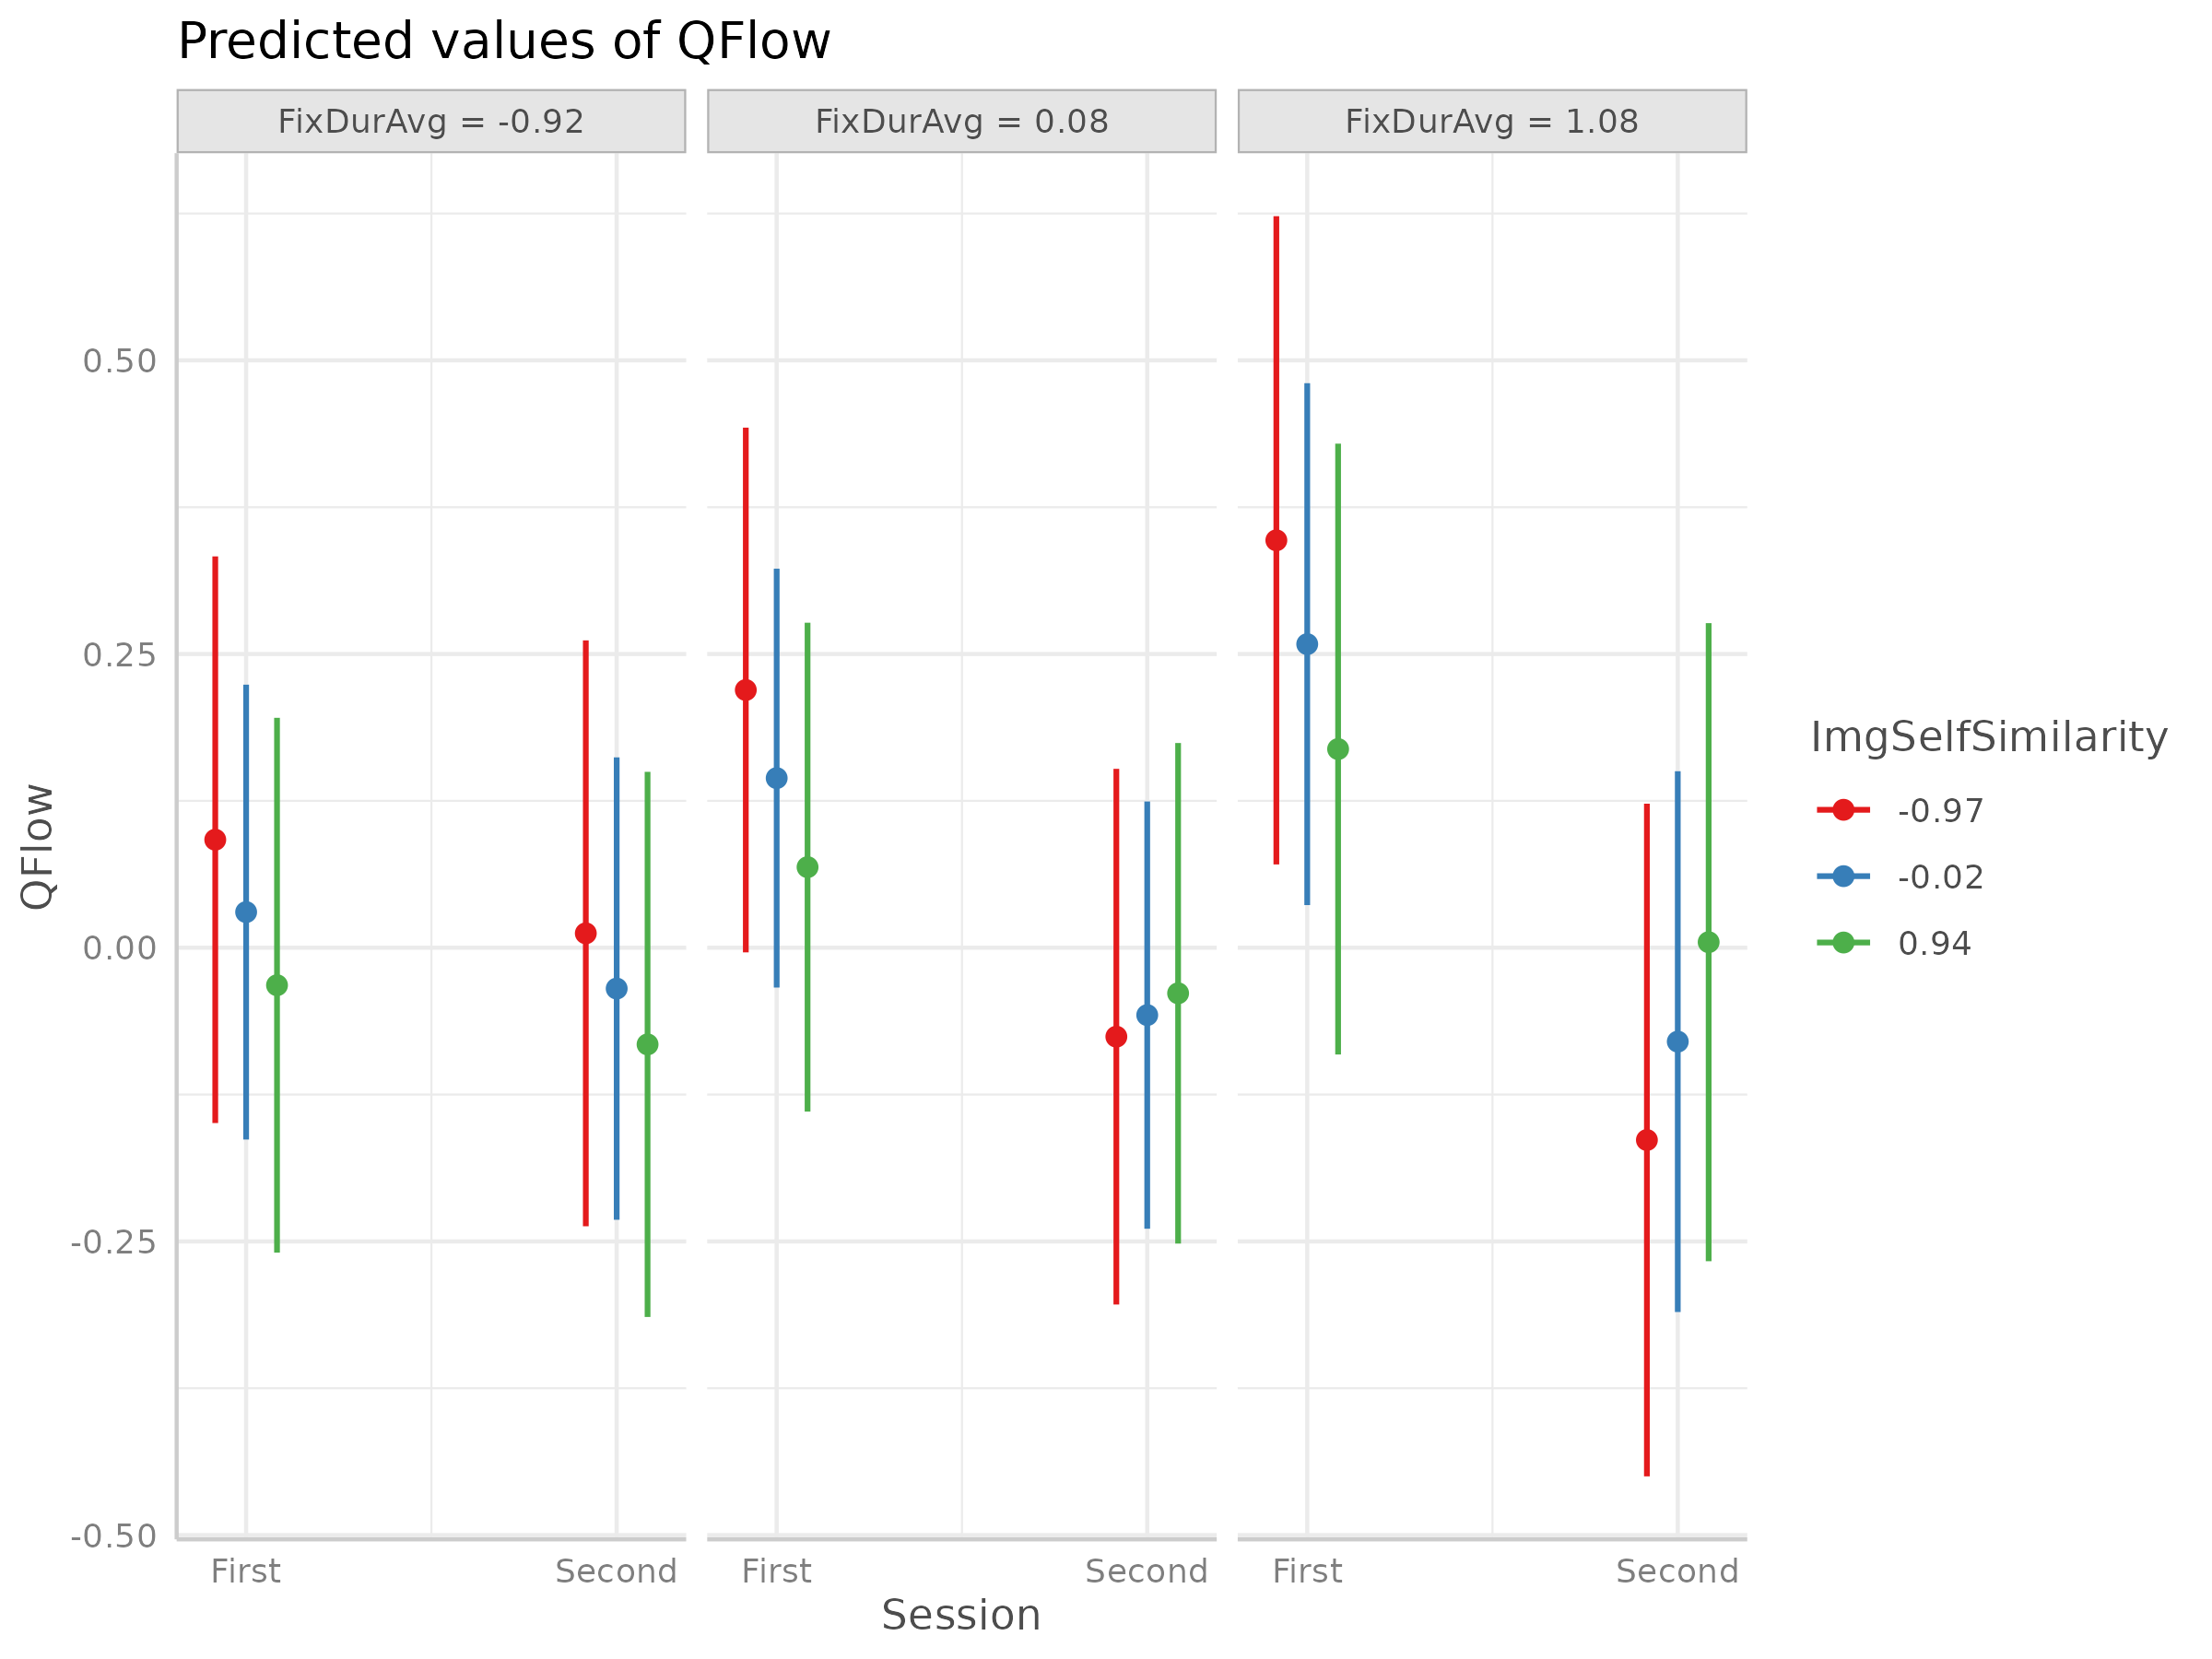 Predicted values of QFlow
FixDurAvg = -0.92
FixDurAvg = 0.08
FixDurAvg = 1.08
QFlow
0.50
0.25
0.00
-0.25
-0.50
First
Second
First
Second
First
Second
Session
ImgSelfSimilarity
-0.97
-0.02
0.94